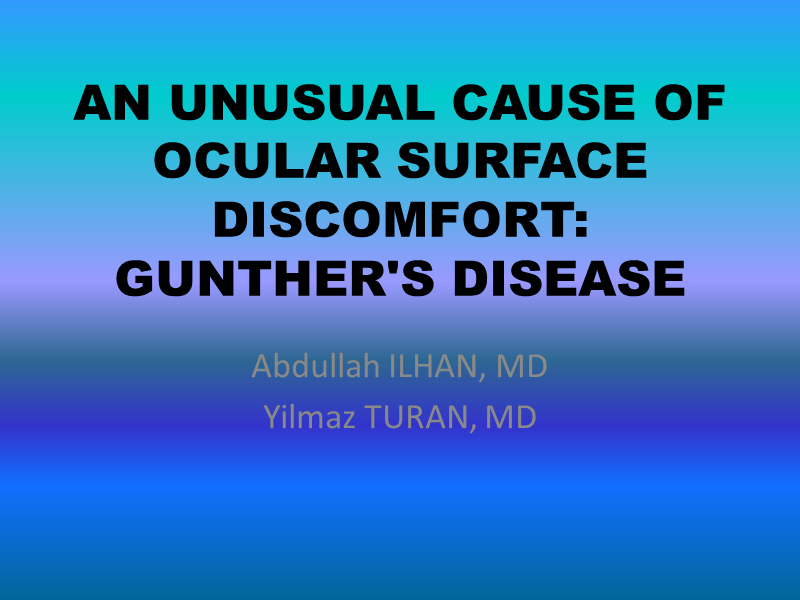 AN UNUSUAL CAUSE OF
OCULAR SURFACE
DISCOMFORT:
GUNTHER'S DISEASE
Abdullah ILHAN, MD
Yilmaz TURAN, MD